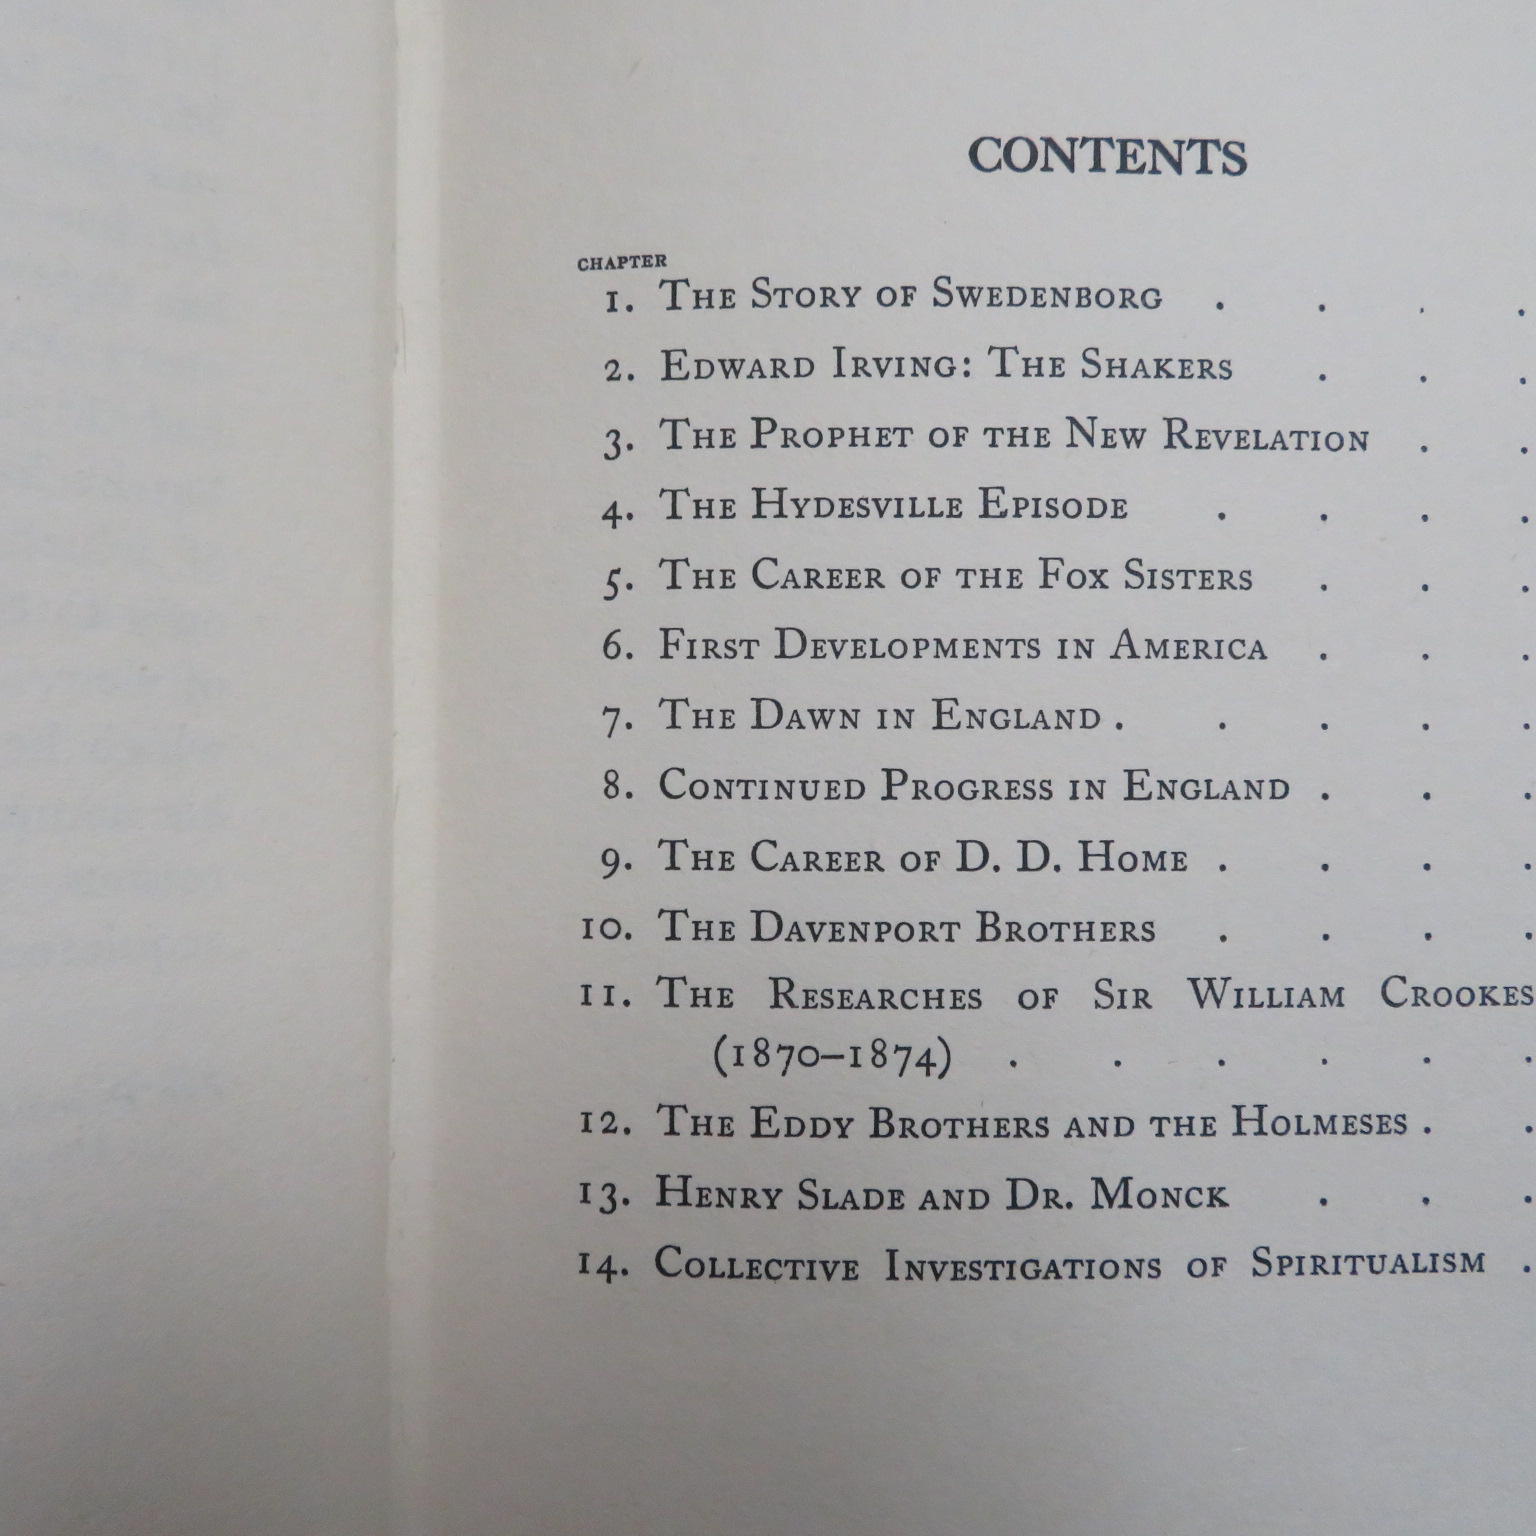 CONTENTS
CHAPTER
1. THE STORY OF SWEDENBORG . . . .
2. EDWARD IRVING: THE SHAKERS . . .
3. THE PROPHET OF THE NEW REVELATION . .
4. THE HYDESVILLE EPISODE . . . .
5. THE CAREER OF THE FOX SISTERS . . .
6. FIRST DEVELOPMENTS IN AMERICA . . .
7. THE DAWN IN ENGLAND . . . . .
8. CONTINUED PROGRESS IN ENGLAND . . .
9. THE CAREER OF D. D. HOME . . . .
10. THE DAVENPORT BROTHERS . . . .
11. THE RESEARCHES OF SIR WILLIAM CROOKES
(1870–1874) . . . . . .
12. THE EDDY BROTHERS AND THE HOLMESES . .
13. HENRY SLADE AND DR. MONCK . . .
14. COLLECTIVE INVESTIGATIONS OF SPIRITUALISM .